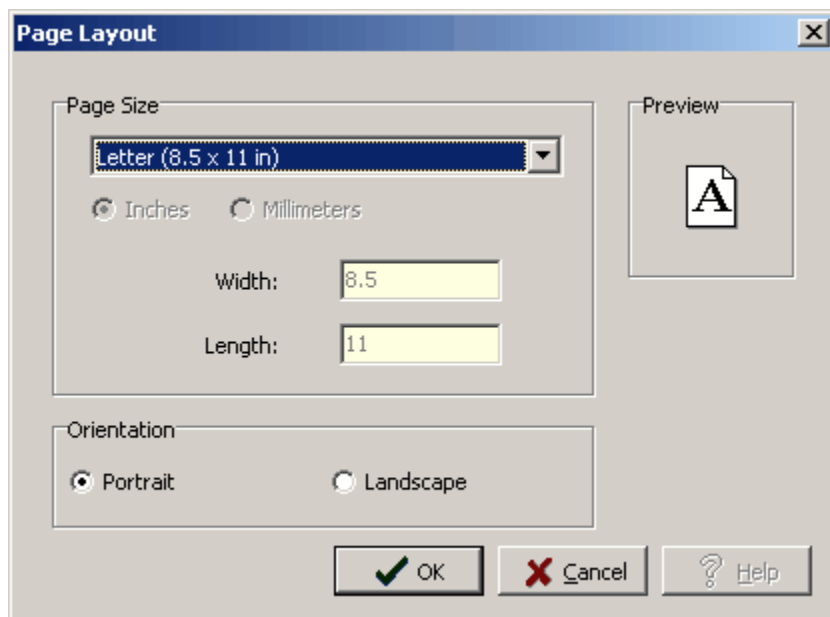 Page Layout
Page Size
Preview
Letter (8.5 x 11 in)
Inches Millimeters
A
Width: 8.5
Length: 11
Orientation
Portrait Landscape
OK Cancel Help